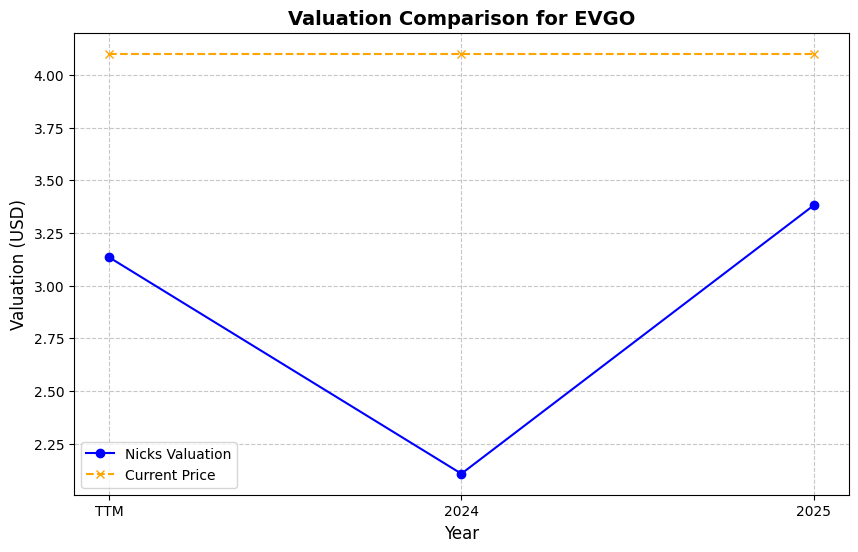 Valuation Comparison for EVGO
Valuation (USD)
4.00
3.75
3.50
3.25
3.00
2.75
2.50
2.25
Nicks Valuation
Current Price
TTM
2024
2025
Year